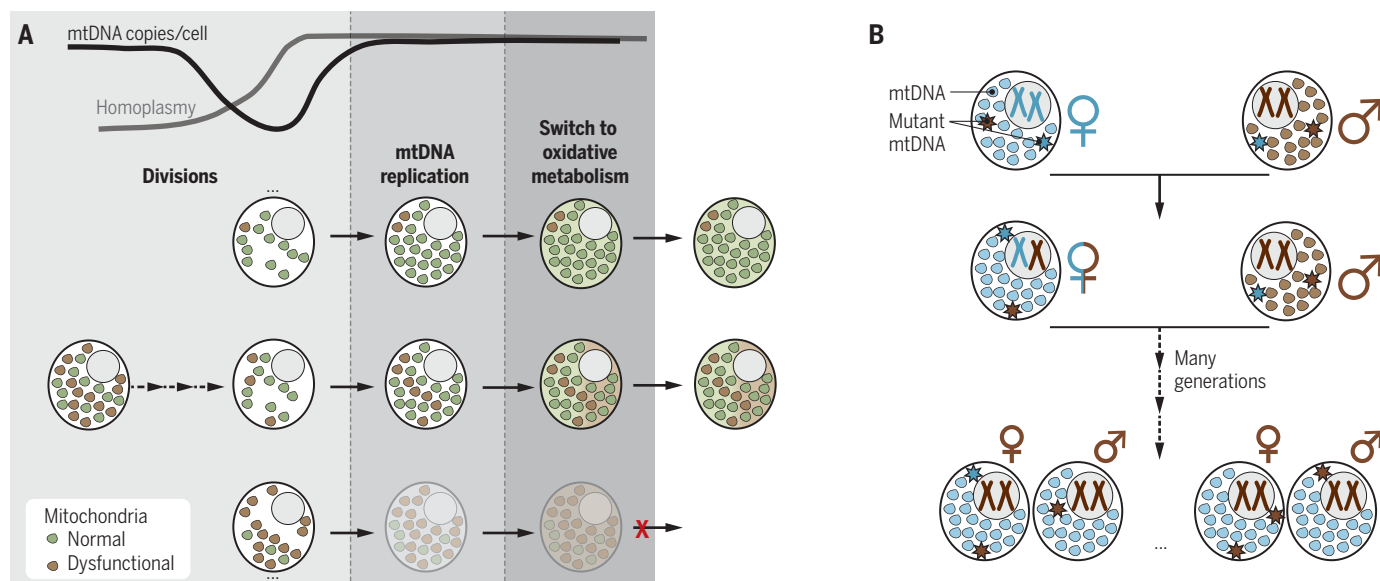 A
mtDNA copies/cell
Homoplasmy
Divisions
...
mtDNA
replication
Switch to
oxidative
metabolism
X
Mitochondria
Normal
Dysfunctional
...
B
mtDNA
Mutant
mtDNA
♀
♂
♀
♂
Many
generations
♀
♂
♀
♂
...